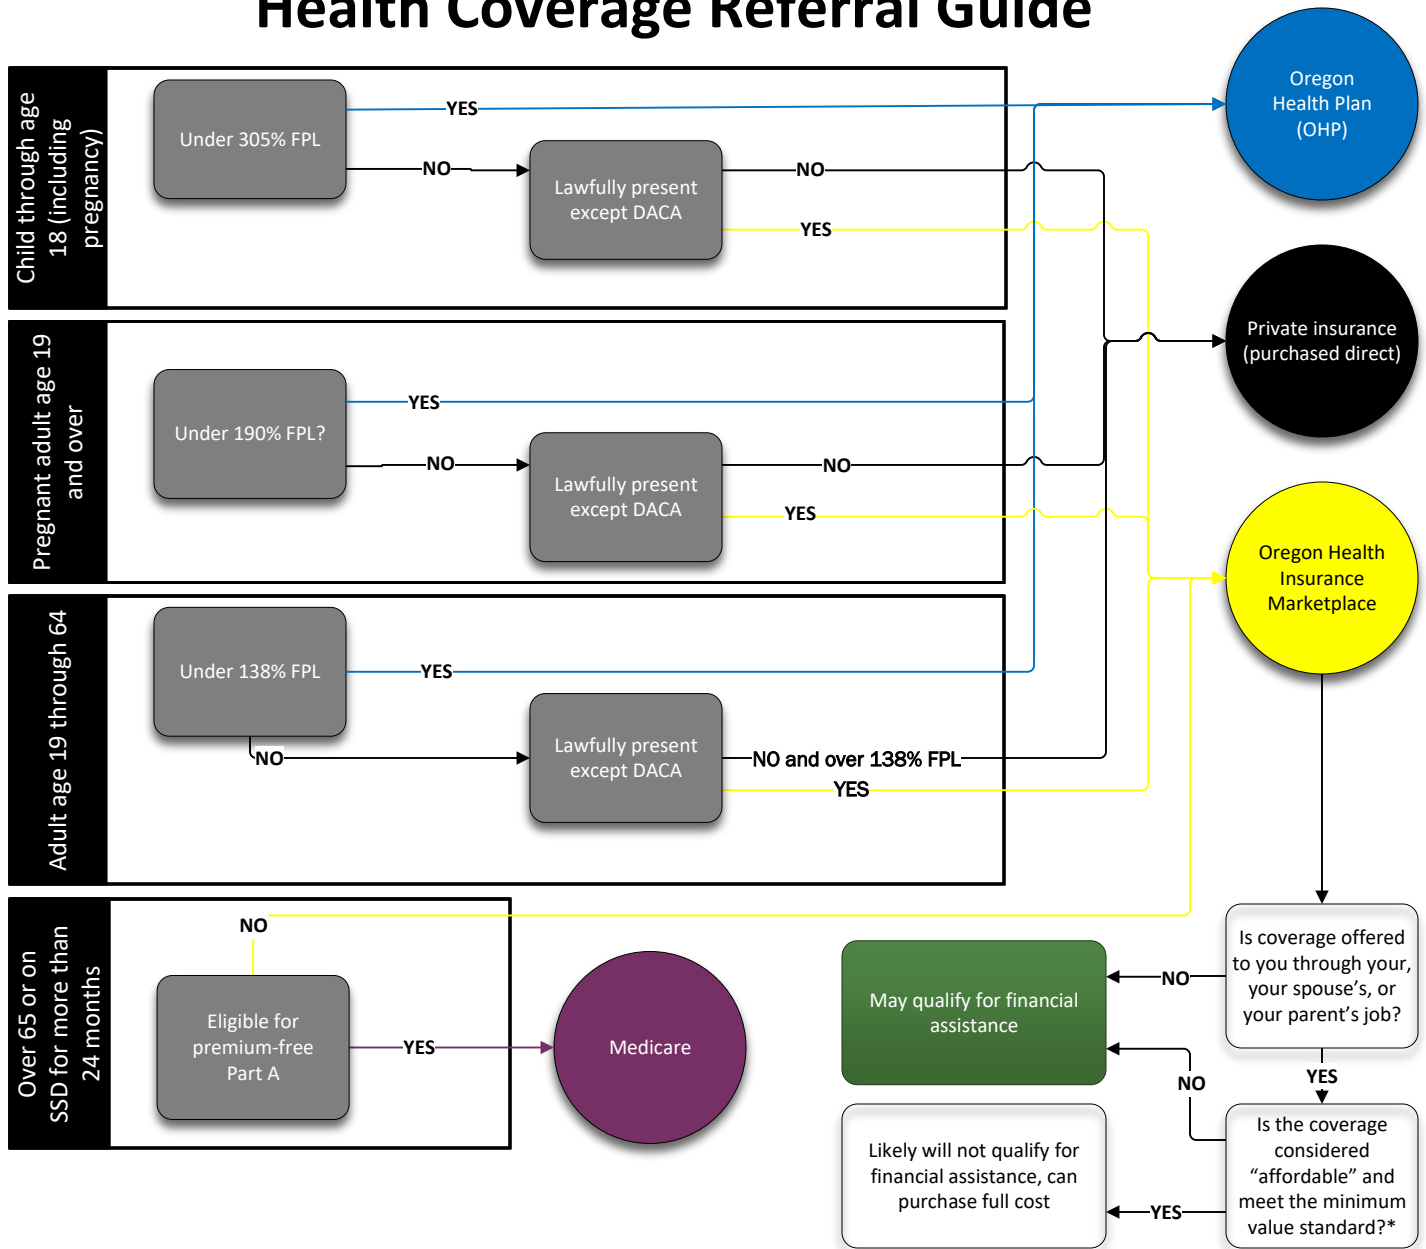 Health Coverage Referral Guide
Child through age
18 (including
pregnancy)
Under 305% FPL
YES
NO
Lawfully present
except DACA
NO
YES
Oregon
Health Plan
(OHP)
Private insurance
(purchased direct)
Pregnant adult age 19
and over
Under 190% FPL?
YES
NO
Lawfully present
except DACA
NO
YES
Oregon Health
Insurance
Marketplace
Adult age 19 through 64
Under 138% FPL
YES
NO
Lawfully present
except DACA
NO and over 138% FPL
YES
Over 65 or on
SSD for more than
24 months
NO
Eligible for
premium-free
Part A
YES
Medicare
May qualify for financial
assistance
NO
Is coverage offered
to you through your,
your spouse's, or
your parent's job?
YES
NO
Likely will not qualify for
financial assistance, can
purchase full cost
YES
Is the coverage
considered
“affordable” and
meet the minimum
value standard?*